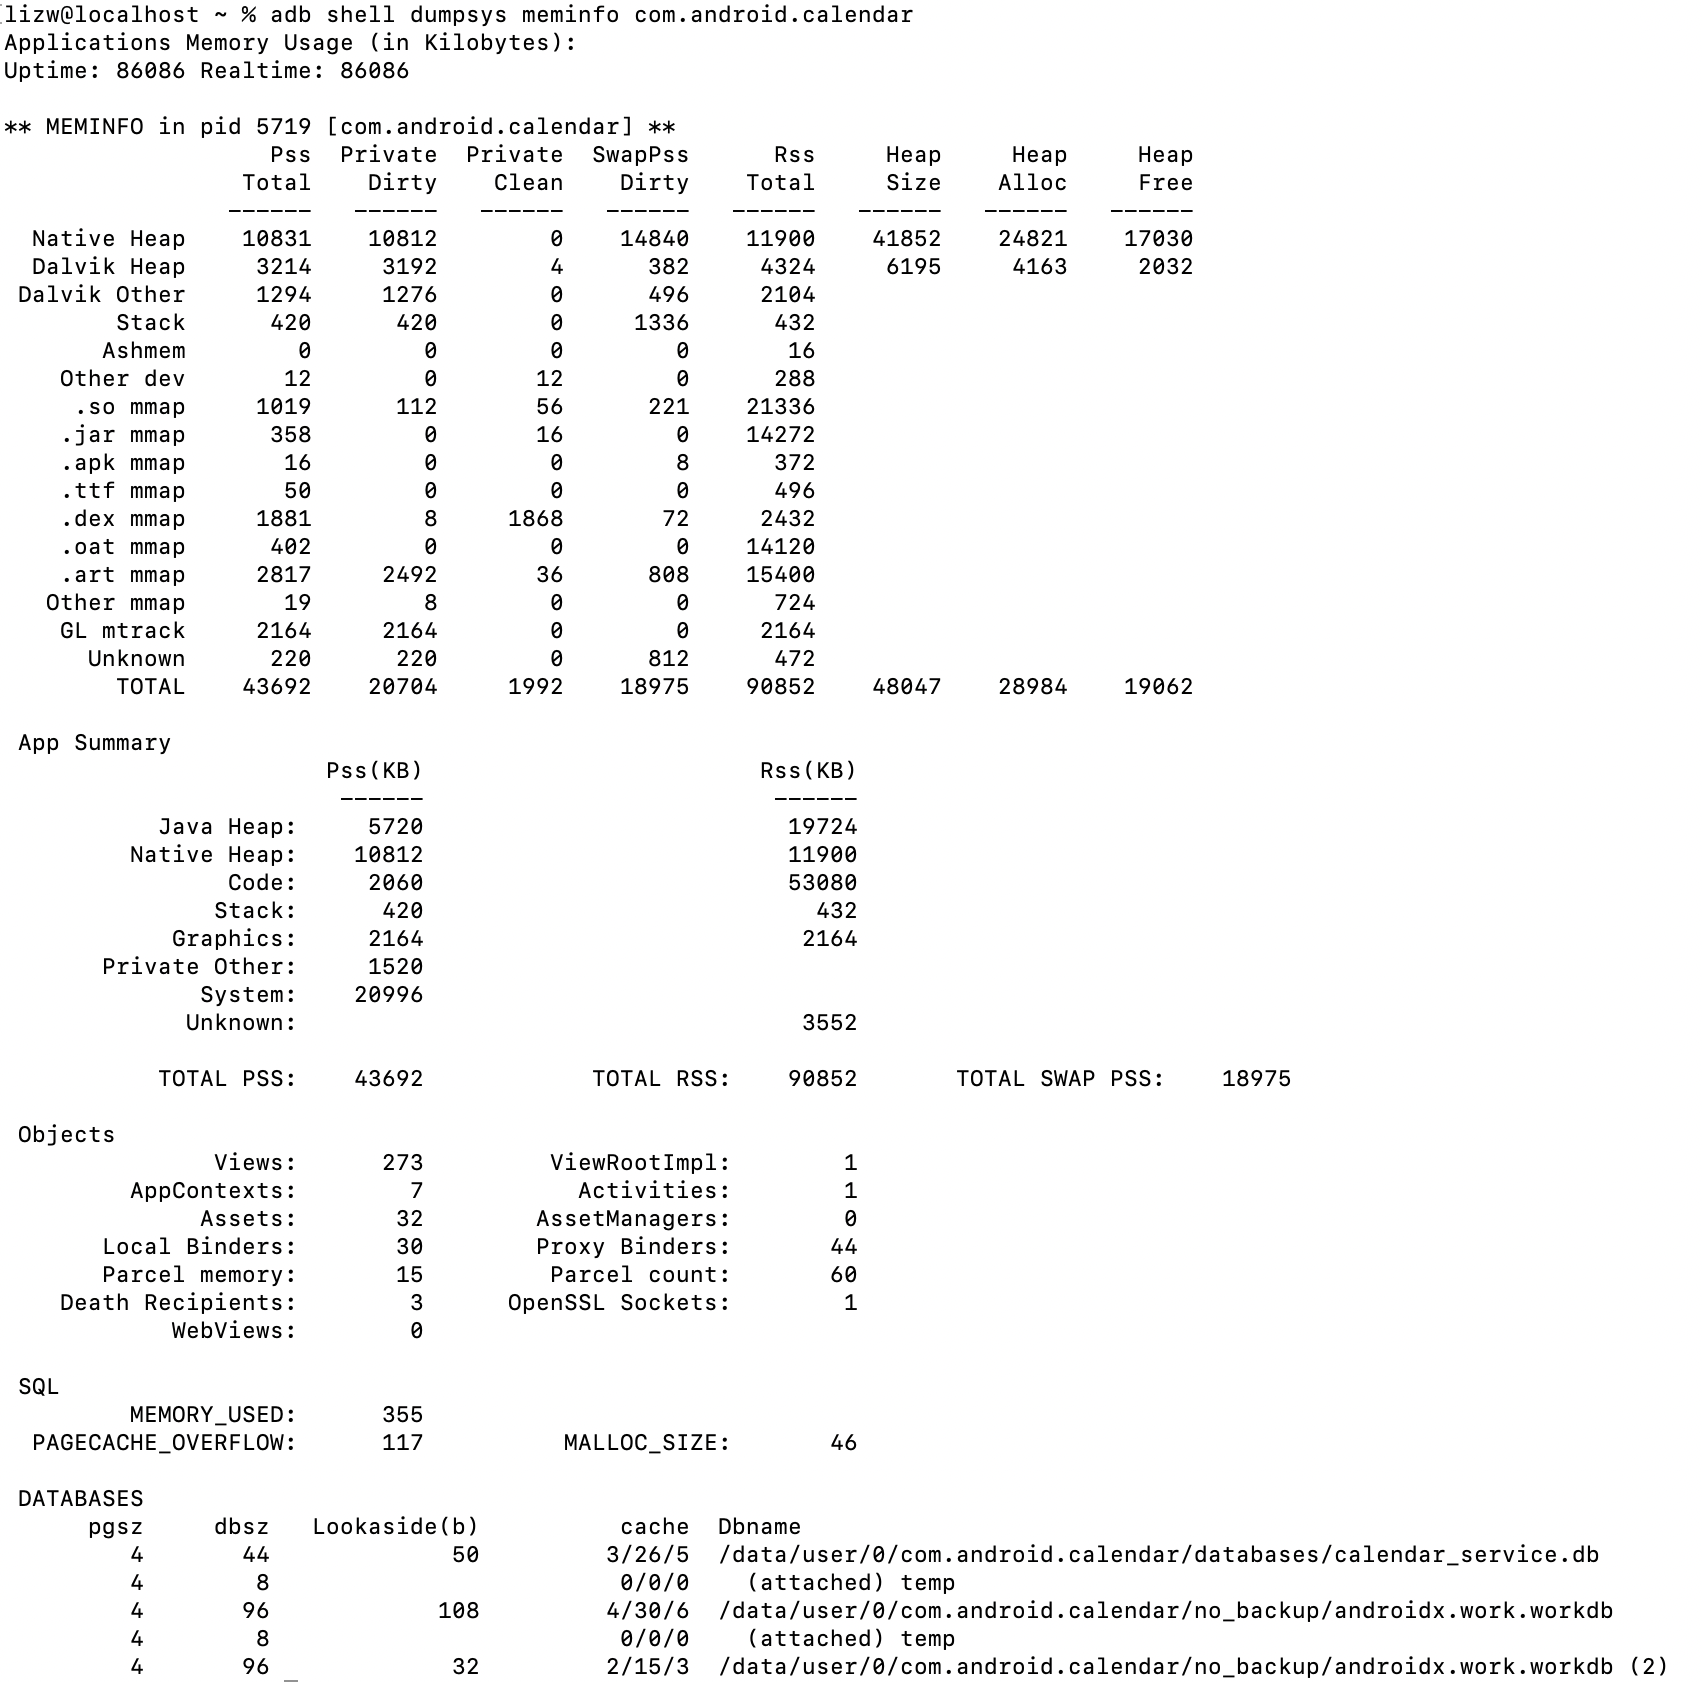 lizw@localhost ~ % adb shell dumpsys meminfo com.android.calendar
Applications Memory Usage (in Kilobytes):
Uptime: 86086 Realtime: 86086
** MEMINFO in pid 5719 [com.android.calendar] **
Pss Private Private SwapPss Rss Heap Heap Heap
Total Dirty Clean Dirty Total Size Alloc Free
------ ------ ------ ------ ------ ------ ------ ------
Native Heap 10831 10812 0 14840 11900 41852 24821 17030
Dalvik Heap 3214 3192 4 382 4324 6195 4163 2032
Dalvik Other 1294 1276 0 496 2104
Stack 420 420 0 1336 432
Ashmem 0 0 0 0 16
Other dev 12 0 12 0 288
.so mmap 1019 112 56 221 21336
.jar mmap 358 0 16 0 14272
.apk mmap 16 0 0 8 372
.ttf mmap 50 0 0 0 496
.dex mmap 1881 8 1868 72 2432
.oat mmap 402 0 0 0 14120
.art mmap 2817 2492 36 808 15400
Other mmap 19 8 0 0 724
GL mtrack 2164 2164 0 0 2164
Unknown 220 220 0 812 472
TOTAL 43692 20704 1992 18975 90852 48047 28984 19062
App Summary
Pss(KB) Rss(KB)
------ ------
Java Heap: 5720 19724
Native Heap: 10812 11900
Code: 2060 53080
Stack: 420 432
Graphics: 2164 2164
Private Other: 1520
System: 20996
Unknown: 3552
TOTAL PSS: 43692 TOTAL RSS: 90852 TOTAL SWAP PSS: 18975
Objects
Views: 273 ViewRootImpl: 1
AppContexts: 7 Activities: 1
Assets: 32 AssetManagers: 0
Local Binders: 30 Proxy Binders: 44
Parcel memory: 15 Parcel count: 60
Death Recipients: 3 OpenSSL Sockets: 1
WebViews: 0
SQL
MEMORY_USED: 355
PAGECACHE_OVERFLOW: 117 MALLOC_SIZE: 46
DATABASES
pgsz dbsz Lookaside(b) cache Dbname
4 44 50 3/26/5 /data/user/0/com.android.calendar/databases/calendar_service.db
4 8 0/0/0 (attached) temp
4 96 108 4/30/6 /data/user/0/com.android.calendar/no_backup/androidx.work.workdb
4 8 0/0/0 (attached) temp
4 96 32 2/15/3 /data/user/0/com.android.calendar/no_backup/androidx.work.workdb (2)